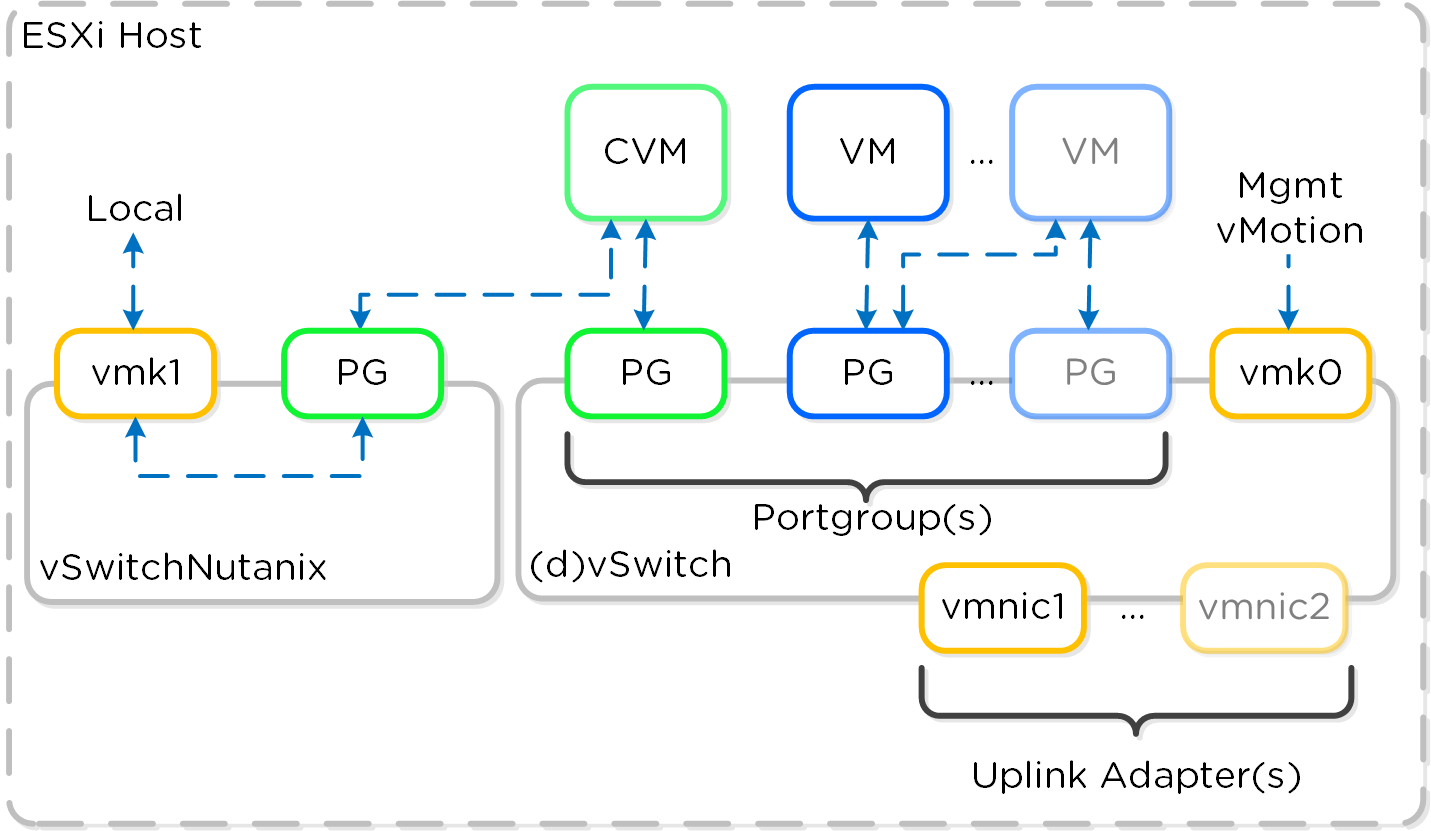 ESXi Host
CVM
VM
...
VM
Local
Mgmt
vMotion
vmk1
PG
PG
PG
...
PG
vmk0
Portgroup(s)
vSwitchNutanix
(d)vSwitch
vmnic1
...
vmnic2
Uplink Adapter(s)